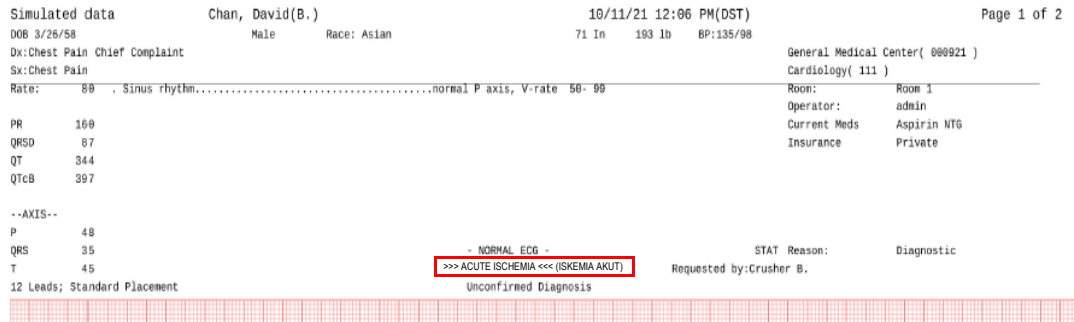 Simulated data Chan, David(B.) 10/11/21 12:06 PM(DST) Page 1 of 2
DOB 3/26/58 Male Race: Asian 71 In 193 lb BP:135/98
Dx:Chest Pain Chief Complaint General Medical Center( 000921 )
Sx:Chest Pain Cardiology( 111 )
Rate: 80 . Sinus rhythm........................................normal P axis, V-rate 50- 99 Room: Room 1
Operator: admin
PR 160 Current Meds Aspirin NTG
QRSD 87 Insurance Private
QT 344
QTcB 397
--AXIS--
P 48
QRS 35 - NORMAL ECG - STAT Reason: Diagnostic
T 45 >>> ACUTE ISCHEMIA <<< (ISKEMIA AKUT) Requested by:Crusher B.
12 Leads; Standard Placement Unconfirmed Diagnosis